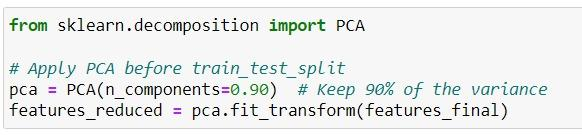 from sklearn.decomposition import PCA
# Apply PCA before train_test_split
pca = PCA(n_components=0.90)  # Keep 90% of the variance
features_reduced = pca.fit_transform(features_final)